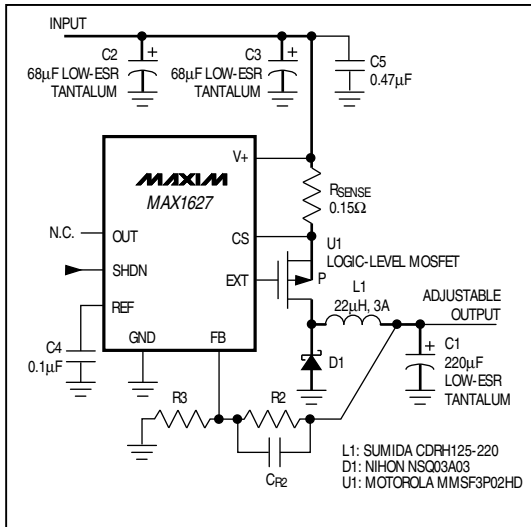 INPUT
C2
+
68µF LOW-ESR
TANTALUM
C3
+
68µF LOW-ESR
TANTALUM
C5
0.47µF
V+
MAXIM
MAX1627
RSENSE
0.15Ω
N.C.
OUT
CS
U1
LOGIC-LEVEL MOSFET
SHDN
EXT
P
L1
22µH, 3A
ADJUSTABLE
OUTPUT
REF
C4
0.1µF
GND
FB
D1
+
C1
220µF
LOW-ESR
TANTALUM
R3
R2
CR2
L1: SUMIDA CDRH125-220
D1: NIHON NSQ03A03
U1: MOTOROLA MMSF3P02HD